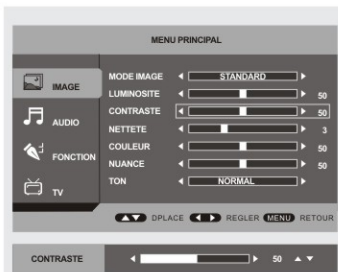 MENU PRINCIPAL
IMAGE
AUDIO
FONCTION
TV
MODE IMAGE STANDARD
LUMINOSITE 50
CONTRASTE 50
NETTETE 3
COULEUR 50
NUANCE 50
TON NORMAL
DPLACE REGLER MENU RETOUR
CONTRASTE 50